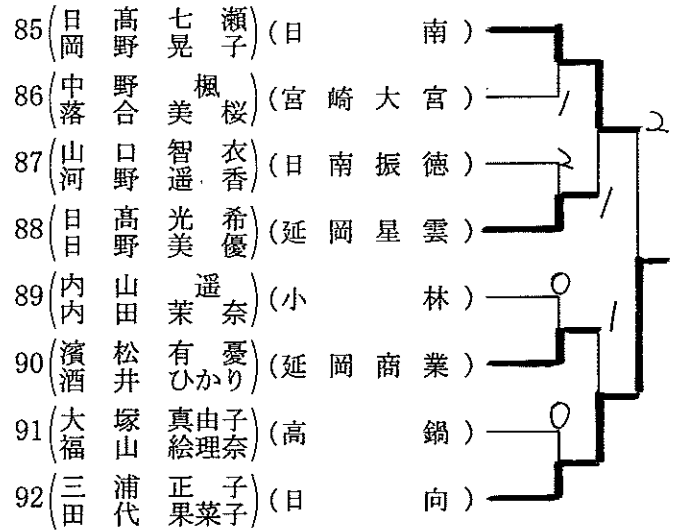 85(日髙七瀬 岡野晃子)(日南)
1
86(中野楓 落合美桜)(宮崎大宮)
2
87(山口智衣 河野遥香)(日南振徳)
2
1
88(日髙光希 日野美優)(延岡星雲)
89(内山遥 内田茉奈)(小林)
0
1
90(濱松有憂 酒井ひかり)(延岡商業)
91(大塚真由子 福山絵理奈)(高鍋)
0
92(三浦正子 田代果菜子)(日向)